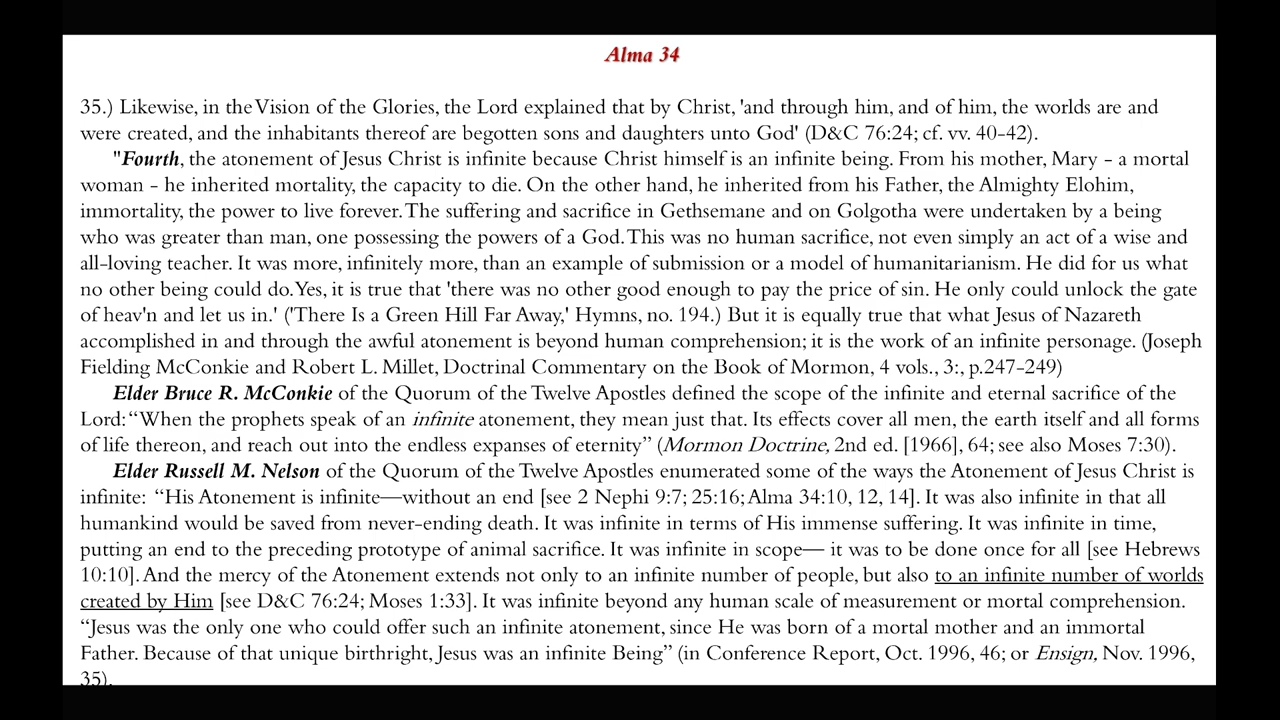 Alma 34
35.) Likewise, in the Vision of the Glories, the Lord explained that by Christ, 'and through him, and of him, the worlds are and
were created, and the inhabitants thereof are begotten sons and daughters unto God' (D&C 76:24; cf. vv. 40-42).
"Fourth, the atonement of Jesus Christ is infinite because Christ himself is an infinite being. From his mother, Mary - a mortal
woman - he inherited mortality, the capacity to die. On the other hand, he inherited from his Father, the Almighty Elohim,
immortality, the power to live forever. The suffering and sacrifice in Gethsemane and on Golgotha were undertaken by a being
who was greater than man, one possessing the powers of a God. This was no human sacrifice, not even simply an act of a wise and
all-loving teacher. It was more, infinitely more, than an example of submission or a model of humanitarianism. He did for us what
no other being could do. Yes, it is true that 'there was no other good enough to pay the price of sin. He only could unlock the gate
of heav'n and let us in.' ('There Is a Green Hill Far Away,' Hymns, no. 194.) But it is equally true that what Jesus of Nazareth
accomplished in and through the awful atonement is beyond human comprehension; it is the work of an infinite personage. (Joseph
Fielding McConkie and Robert L. Millet, Doctrinal Commentary on the Book of Mormon, 4 vols., 3:, p.247-249)
Elder Bruce R. McConkie of the Quorum of the Twelve Apostles defined the scope of the infinite and eternal sacrifice of the
Lord: “When the prophets speak of an infinite atonement, they mean just that. Its effects cover all men, the earth itself and all forms
of life thereon, and reach out into the endless expanses of eternity” (Mormon Doctrine, 2nd ed. [1966], 64; see also Moses 7:30).
Elder Russell M. Nelson of the Quorum of the Twelve Apostles enumerated some of the ways the Atonement of Jesus Christ is
infinite: “His Atonement is infinite—without an end [see 2 Nephi 9:7; 25:16; Alma 34:10, 12, 14]. It was also infinite in that all
humankind would be saved from never-ending death. It was infinite in terms of His immense suffering. It was infinite in time,
putting an end to the preceding prototype of animal sacrifice. It was infinite in scope— it was to be done once for all [see Hebrews
10:10]. And the mercy of the Atonement extends not only to an infinite number of people, but also to an infinite number of worlds
created by Him [see D&C 76:24; Moses 1:33]. It was infinite beyond any human scale of measurement or mortal comprehension.
“Jesus was the only one who could offer such an infinite atonement, since He was born of a mortal mother and an immortal
Father. Because of that unique birthright, Jesus was an infinite Being” (in Conference Report, Oct. 1996, 46; or Ensign, Nov. 1996,
35).